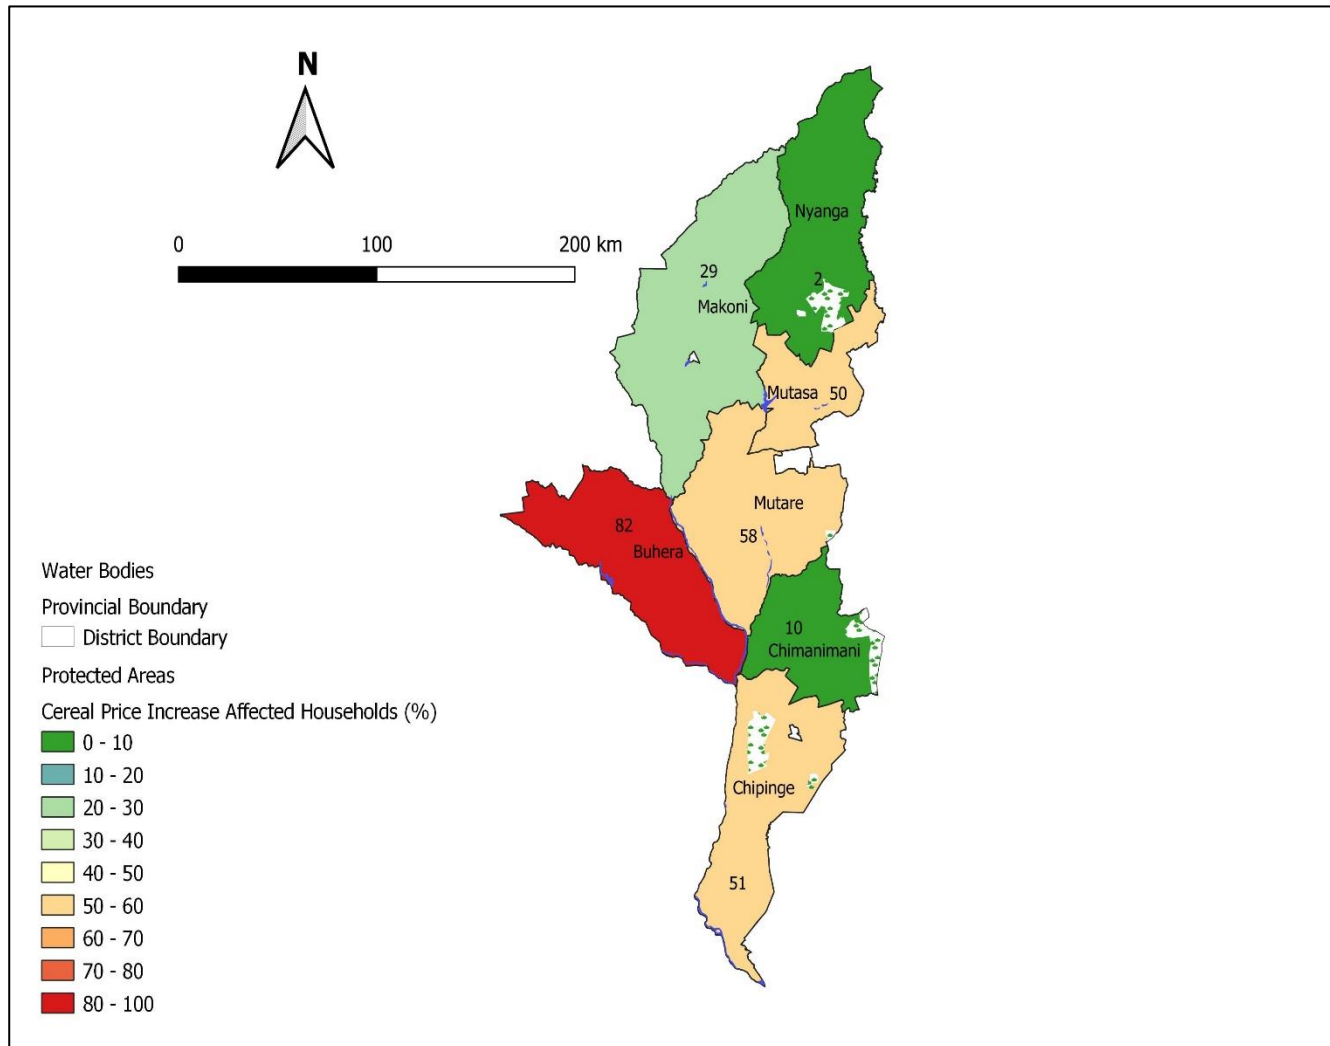 N
0 100 200 km
Nyanga
2
29
Makoni
Mutasa 50
Mutare
58
82
Buhera
10
Chimanimani
Chipinge
51
Water Bodies
Provincial Boundary
District Boundary
Protected Areas
Cereal Price Increase Affected Households (%)
0 - 10
10 - 20
20 - 30
30 - 40
40 - 50
50 - 60
60 - 70
70 - 80
80 - 100